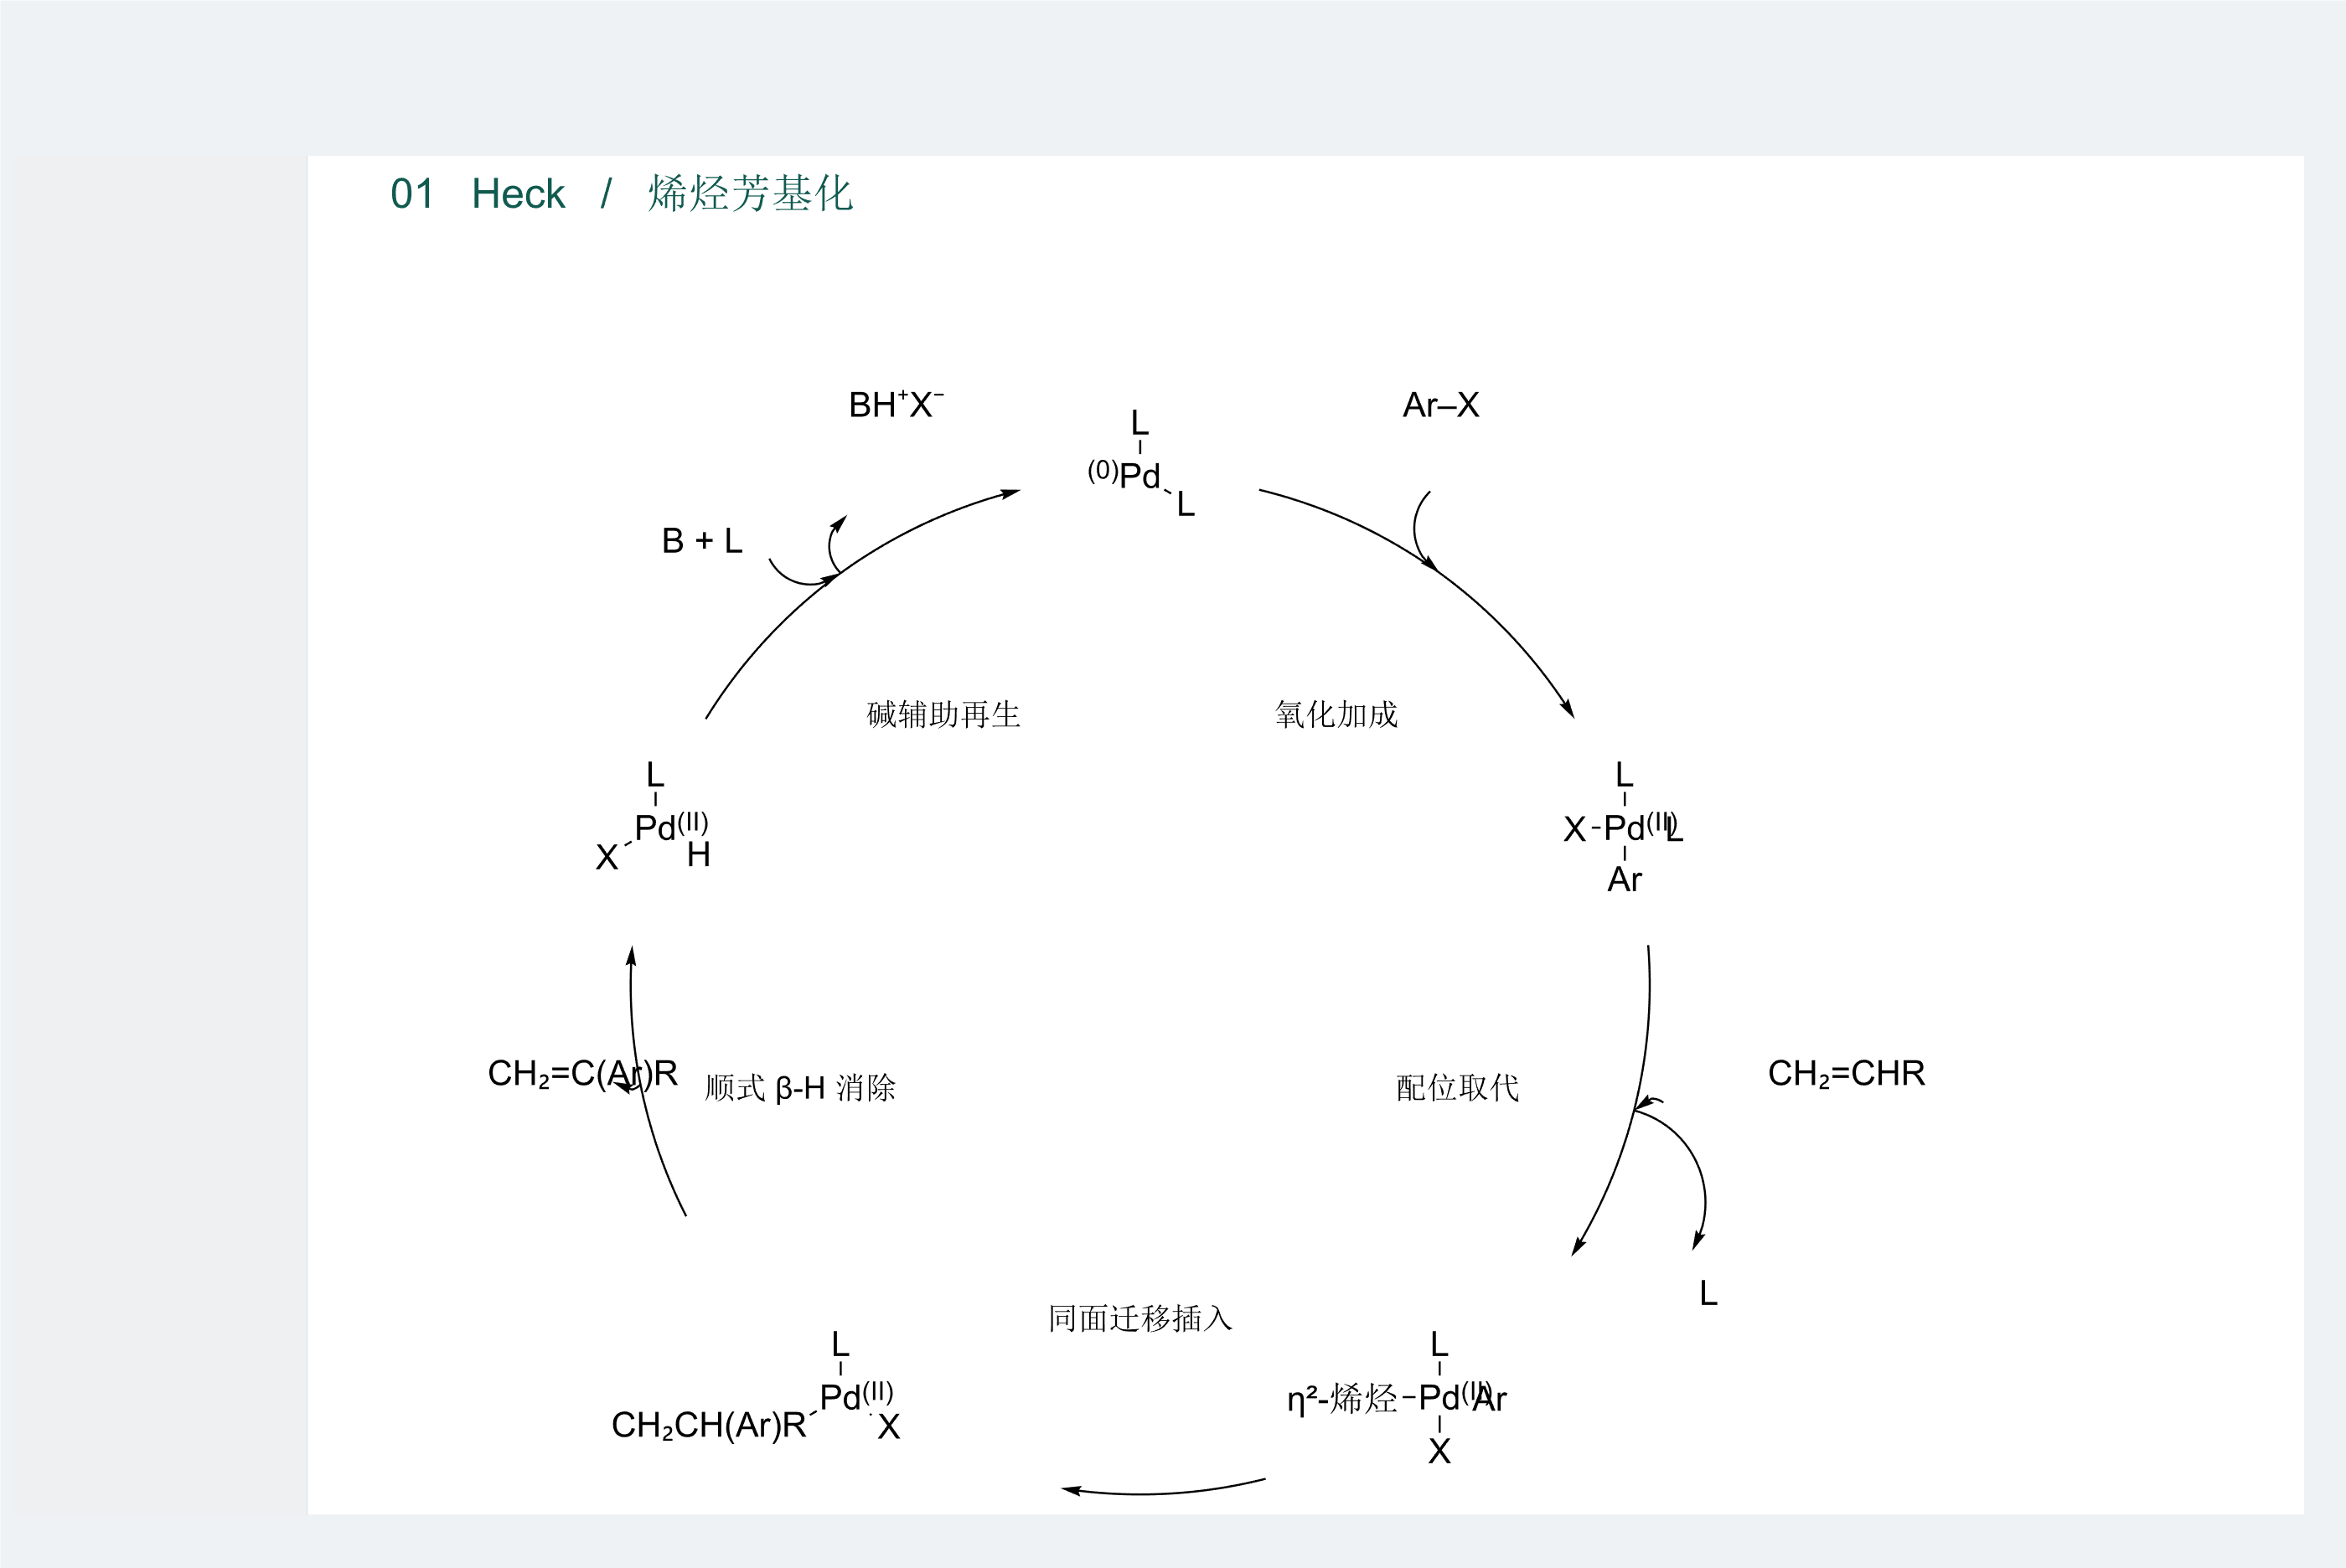 01 Heck / 烯烃芳基化
BH⁺X⁻
Ar–X
L
(0)Pd
L
B + L
碱辅助再生
氧化加成
L
Pd(II)
X
H
L
X-Pd(II)L
Ar
CH₂=C(Ar)R
顺式 β-H 消除
配位取代
CH₂=CHR
L
同面迁移插入
L
Pd(II)
CH₂CH(Ar)R
X
L
η²-烯烃-Pd(II)Ar
X